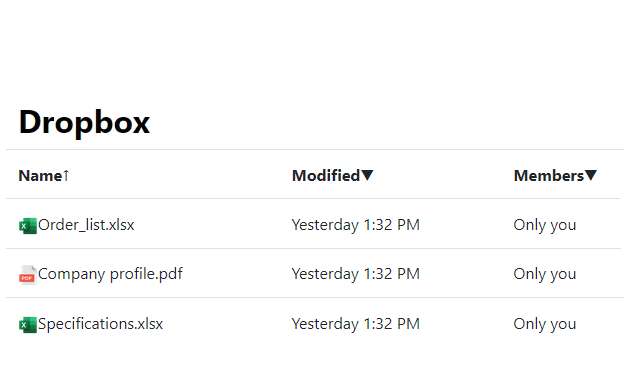 Dropbox
Name↑ Modified▼ Members▼
Order_list.xlsx Yesterday 1:32 PM Only you
PDF Company profile.pdf Yesterday 1:32 PM Only you
Specifications.xlsx Yesterday 1:32 PM Only you